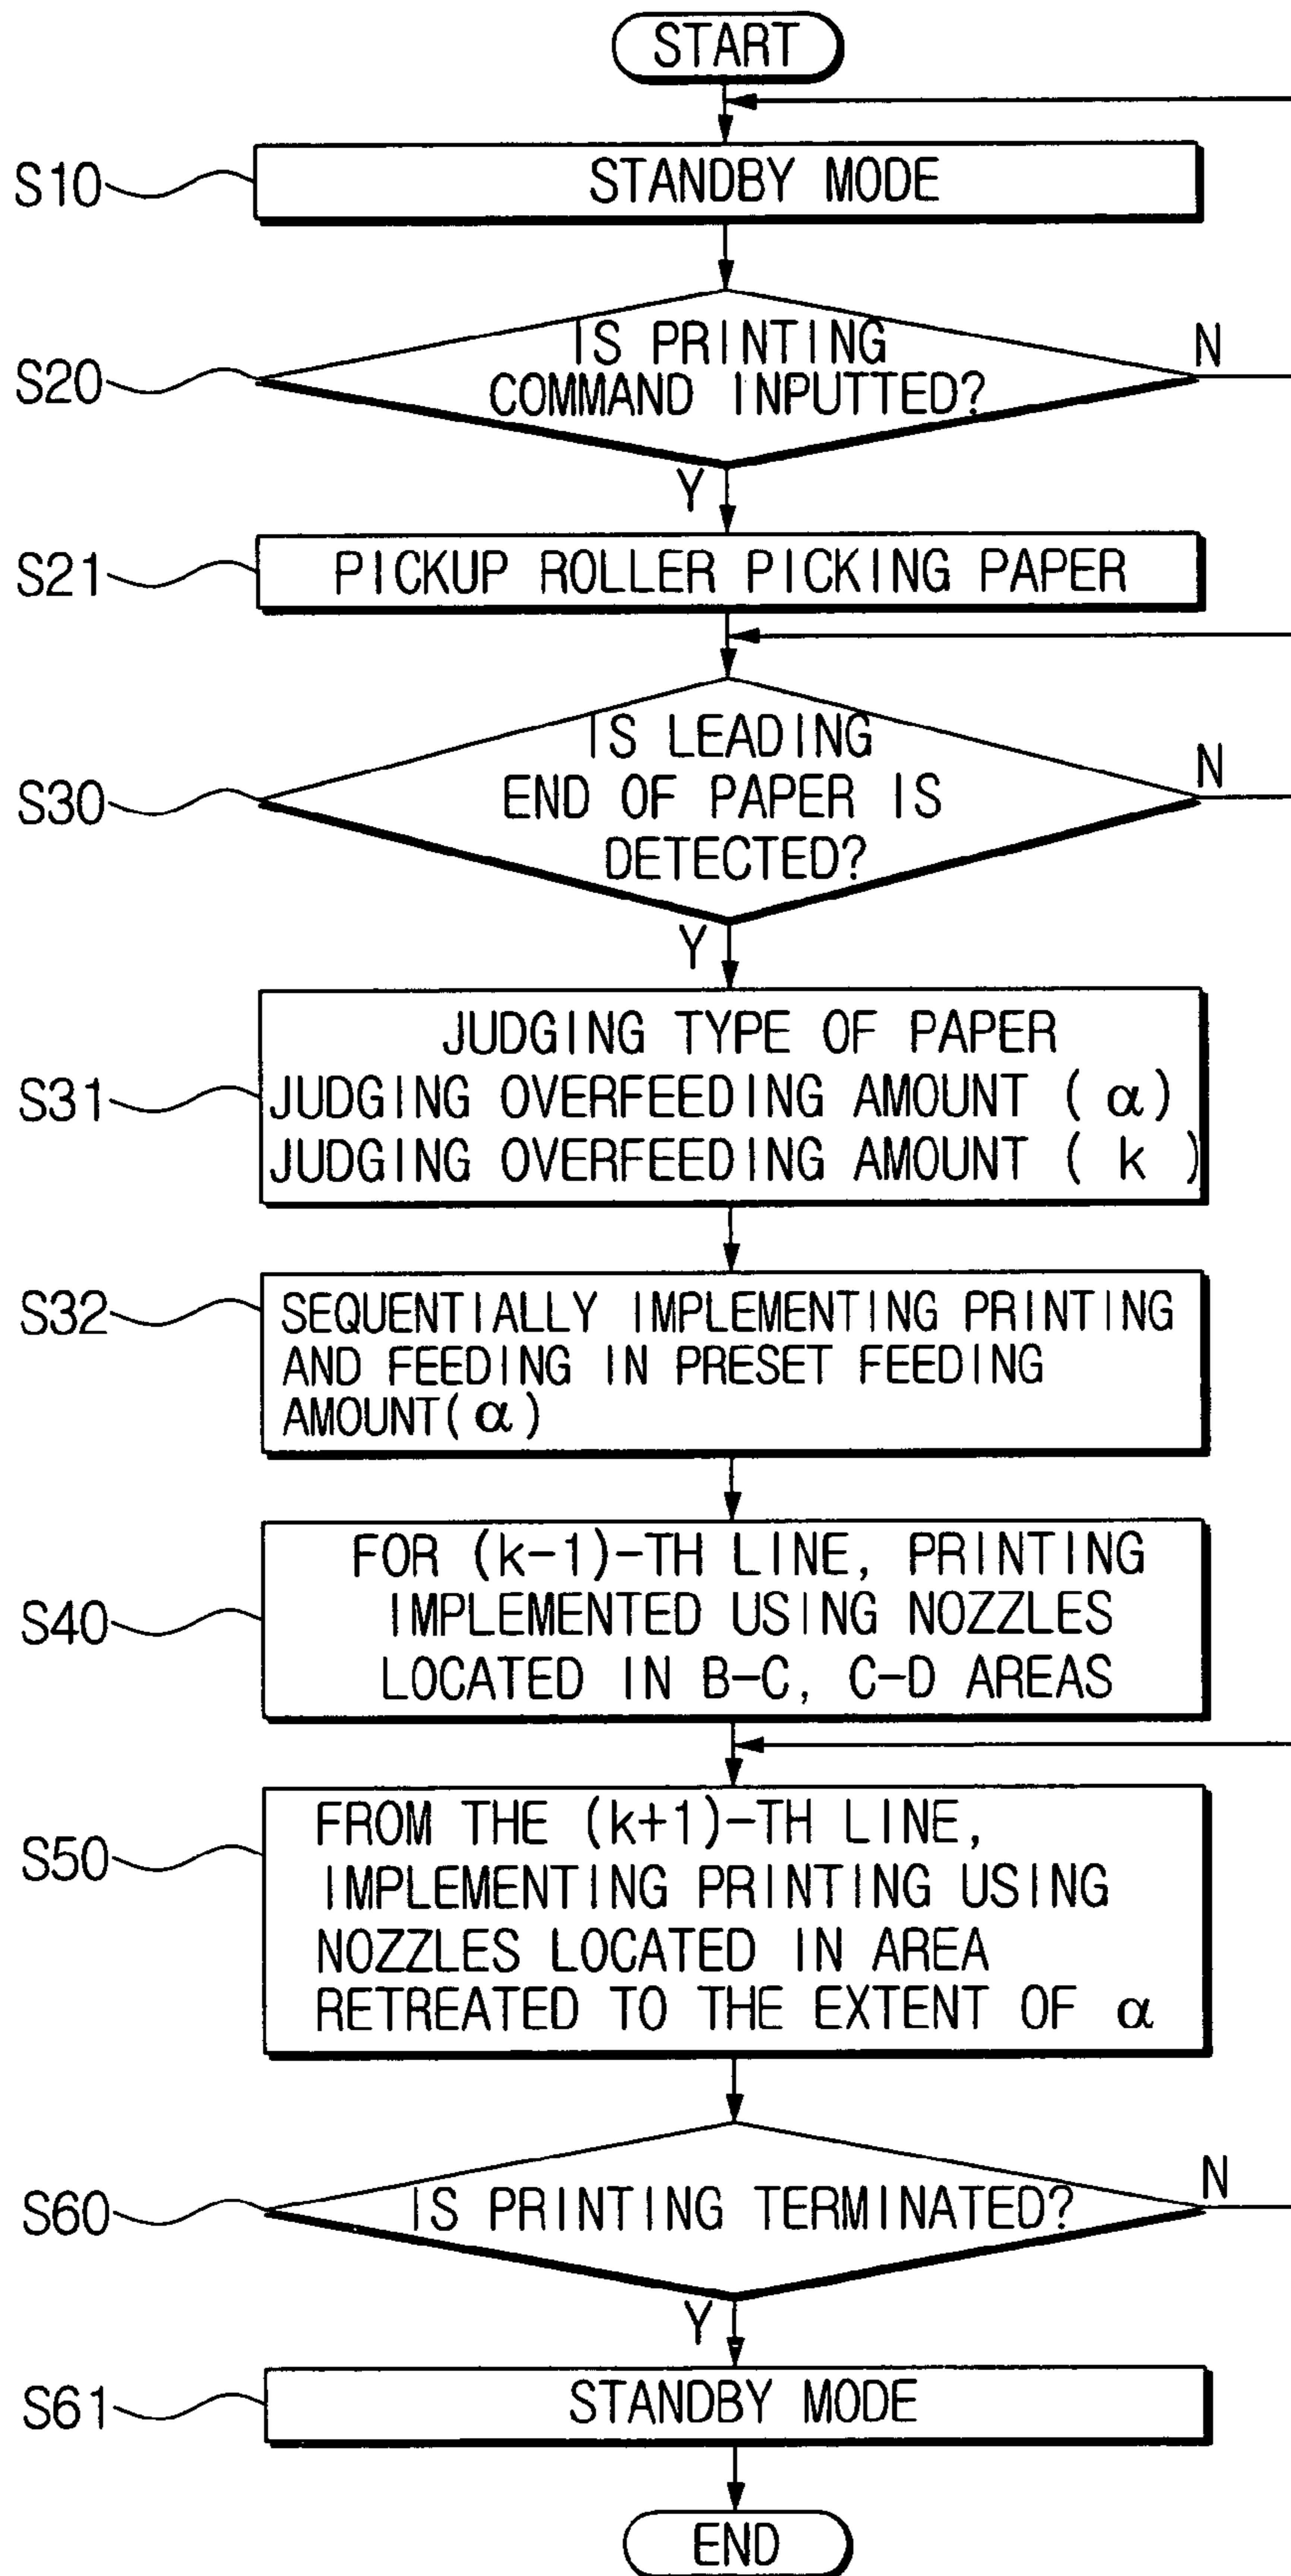 START
S10
STANDBY MODE
S20
IS PRINTING
COMMAND INPUTTED?
N
Y
S21
PICKUP ROLLER PICKING PAPER
S30
IS LEADING
END OF PAPER IS
DETECTED?
N
Y
S31
JUDGING TYPE OF PAPER
JUDGING OVERFEEDING AMOUNT ( α )
JUDGING OVERFEEDING AMOUNT ( k )
S32
SEQUENTIALLY IMPLEMENTING PRINTING
AND FEEDING IN PRESET FEEDING
AMOUNT( α )
S40
FOR (k-1)-TH LINE, PRINTING
IMPLEMENTED USING NOZZLES
LOCATED IN B-C, C-D AREAS
S50
FROM THE (k+1)-TH LINE,
IMPLEMENTING PRINTING USING
NOZZLES LOCATED IN AREA
RETREATED TO THE EXTENT OF α
S60
IS PRINTING TERMINATED?
N
Y
S61
STANDBY MODE
END